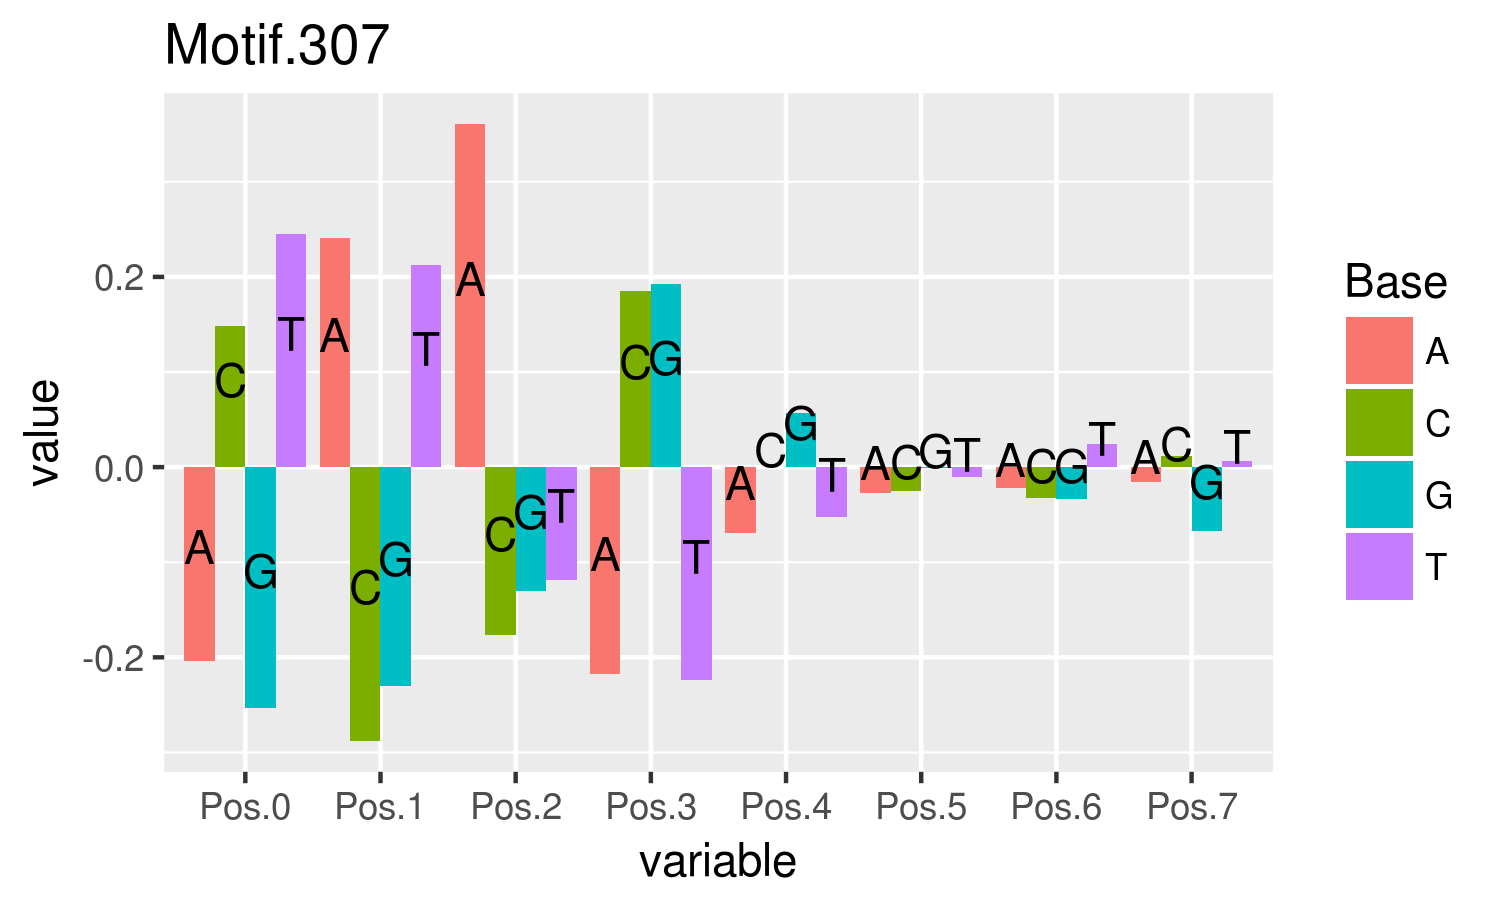 Motif.307
value
0.2
0.0
-0.2
A C G T A C G T A C G T A C G T A C G T A C G T A C G T A C G T
Pos.0 Pos.1 Pos.2 Pos.3 Pos.4 Pos.5 Pos.6 Pos.7
variable
Base
A
C
G
T